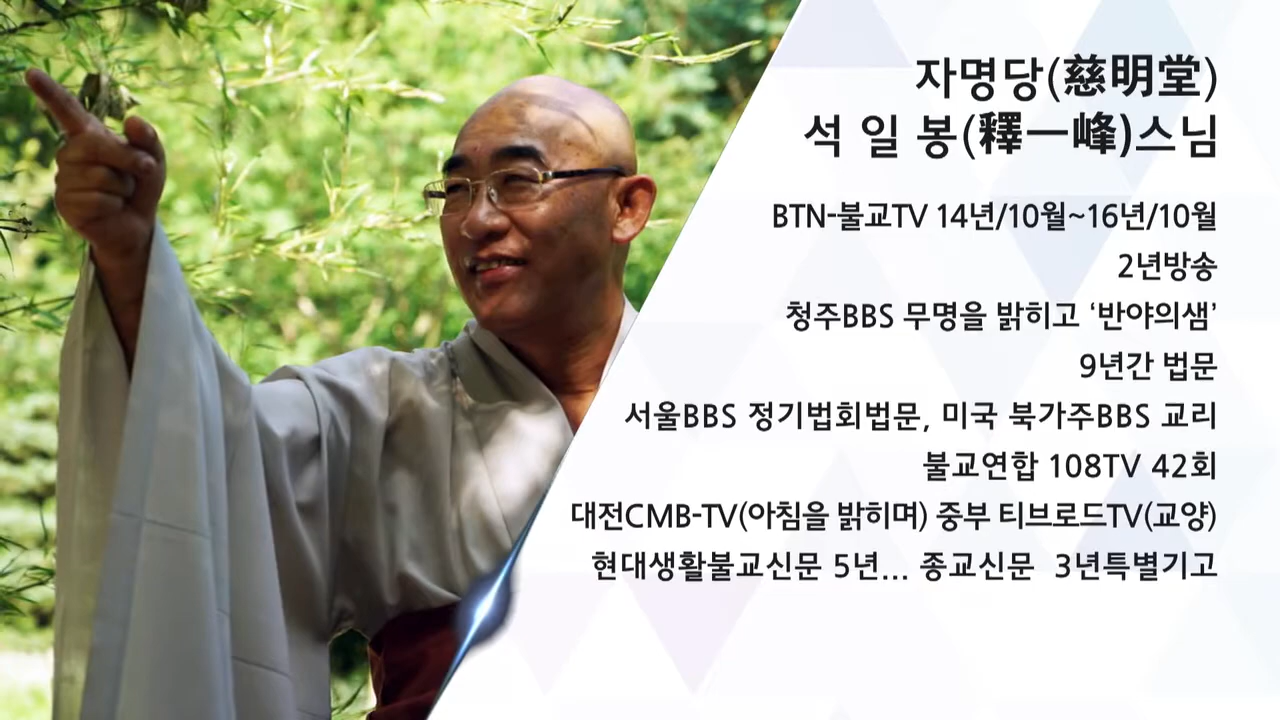 자명당(慈明堂)
석 일 봉(釋一峰)스님
BTN-불교TV 14년/10월~16년/10월
2년방송
청주BBS 무명을 밝히고 ‘반야의샘’
9년간 법문
서울BBS 정기법회법문, 미국 북가주BBS 교리
불교연합 108TV 42회
대전CMB-TV(아침을 밝히며) 중부 티브로드TV(교양)
현대생활불교신문 5년... 종교신문 3년특별기고